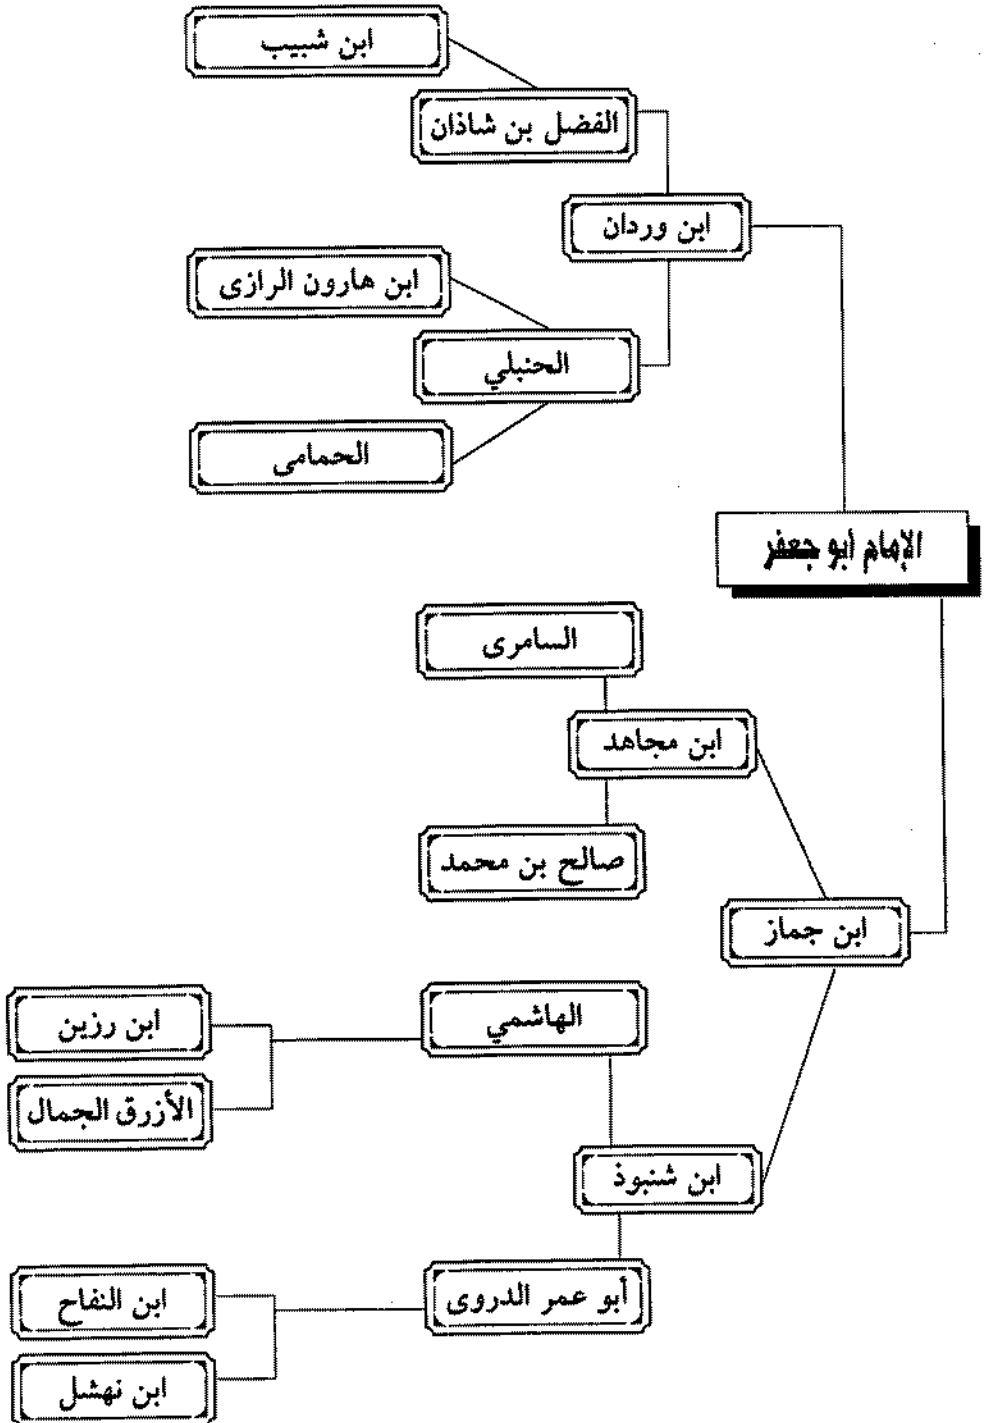 ابن شبيب
الفضل بن شاذان
ابن وردان
ابن هارون الرازى
الحنبلي
الحمامى
الإمام أبو جعفر
السامرى
ابن مجاهد
صالح بن محمد
ابن جماز
الهاشمي
ابن رزين
الأزرق الجمال
ابن شنبوذ
أبو عمر الدروى
ابن النفاح
ابن نهشل